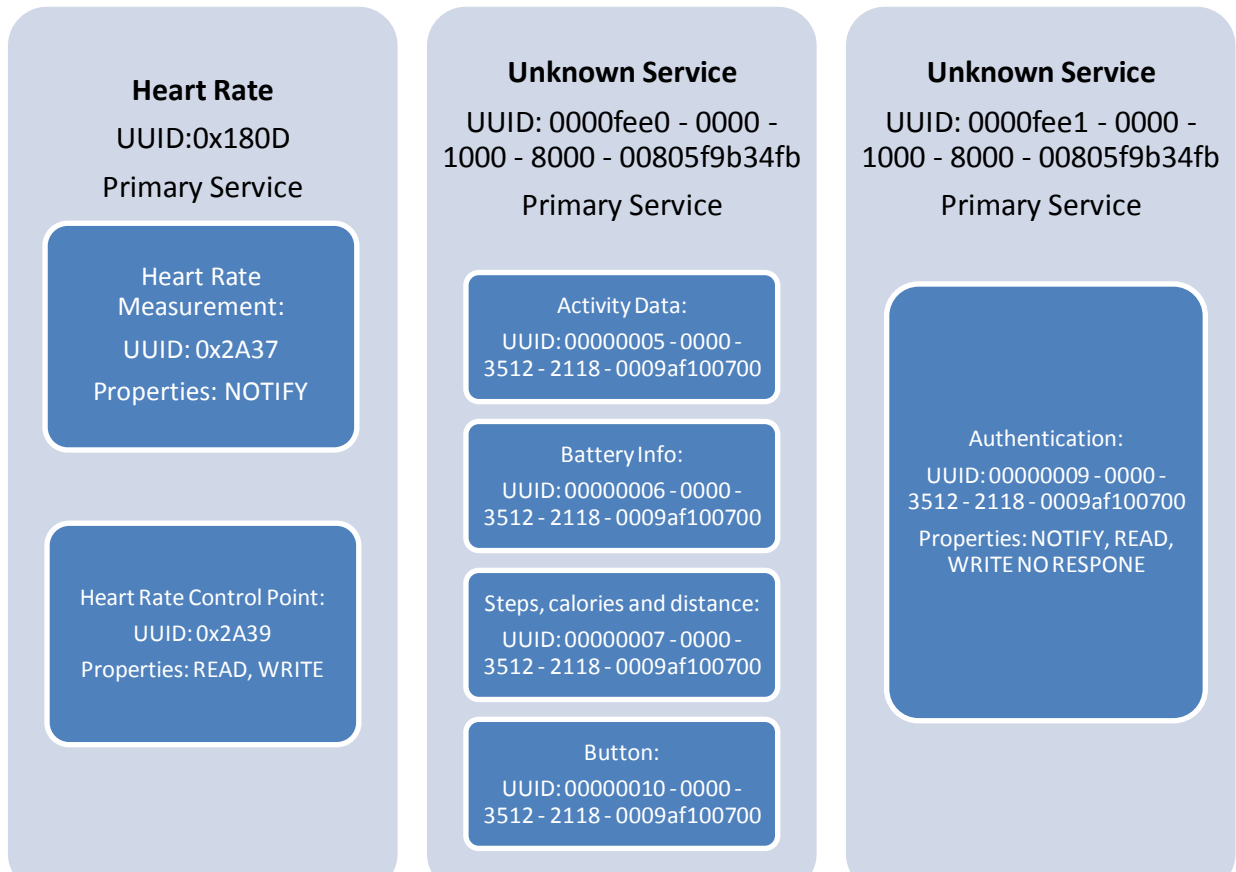 Heart Rate
UUID:0x180D
Primary Service
Heart Rate
Measurement:
UUID: 0x2A37
Properties: NOTIFY
Heart Rate Control Point:
UUID: 0x2A39
Properties: READ, WRITE
Unknown Service
UUID: 0000fee0 - 0000 -
1000 - 8000 - 00805f9b34fb
Primary Service
Activity Data:
UUID: 00000005 - 0000 -
3512 - 2118 - 0009af100700
Battery Info:
UUID: 00000006 - 0000 -
3512 - 2118 - 0009af100700
Steps, calories and distance:
UUID: 00000007 - 0000 -
3512 - 2118 - 0009af100700
Button:
UUID: 00000010 - 0000 -
3512 - 2118 - 0009af100700
Unknown Service
UUID: 0000fee1 - 0000 -
1000 - 8000 - 00805f9b34fb
Primary Service
Authentication:
UUID: 00000009 - 0000 -
3512 - 2118 - 0009af100700
Properties: NOTIFY, READ,
WRITE NO RESPONE